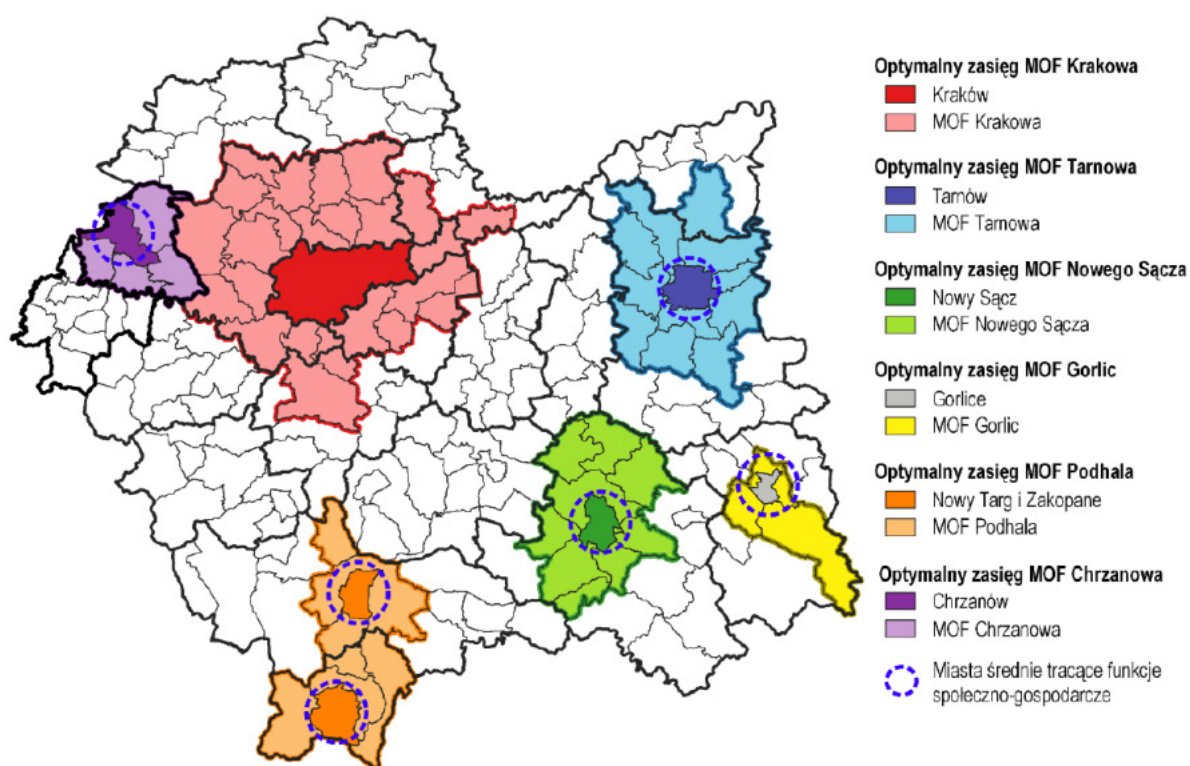 Optymalny zasięg MOF Krakowa
Kraków
MOF Krakowa
Optymalny zasięg MOF Tarnowa
Tarnów
MOF Tarnowa
Optymalny zasięg MOF Nowego Sącza
Nowy Sącz
MOF Nowego Sącza
Optymalny zasięg MOF Gorlic
Gorlice
MOF Gorlic
Optymalny zasięg MOF Podhala
Nowy Targ i Zakopane
MOF Podhala
Optymalny zasięg MOF Chrzanowa
Chrzanów
MOF Chrzanowa
Miasta średnie tracące funkcje
społeczno-gospodarcze